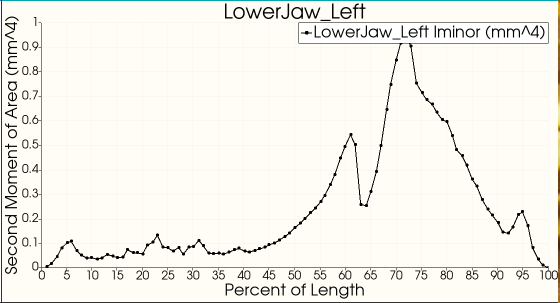 LowerJaw_Left
LowerJaw_Left Iminor (mm^4)
Second Moment of Area (mm^4)
1
0.9
0.8
0.7
0.6
0.5
0.4
0.3
0.2
0.1
0
0 5 10 15 20 25 30 35 40 45 50 55 60 65 70 75 80 85 90 95 100
Percent of Length